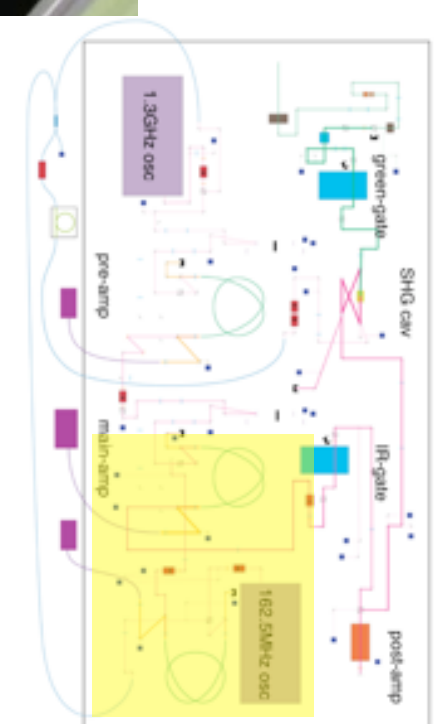 1.3GHz osc
green-gate
SHG cav
pre-amp
main-amp
IR-gate
162.5MHz osc
post-amp